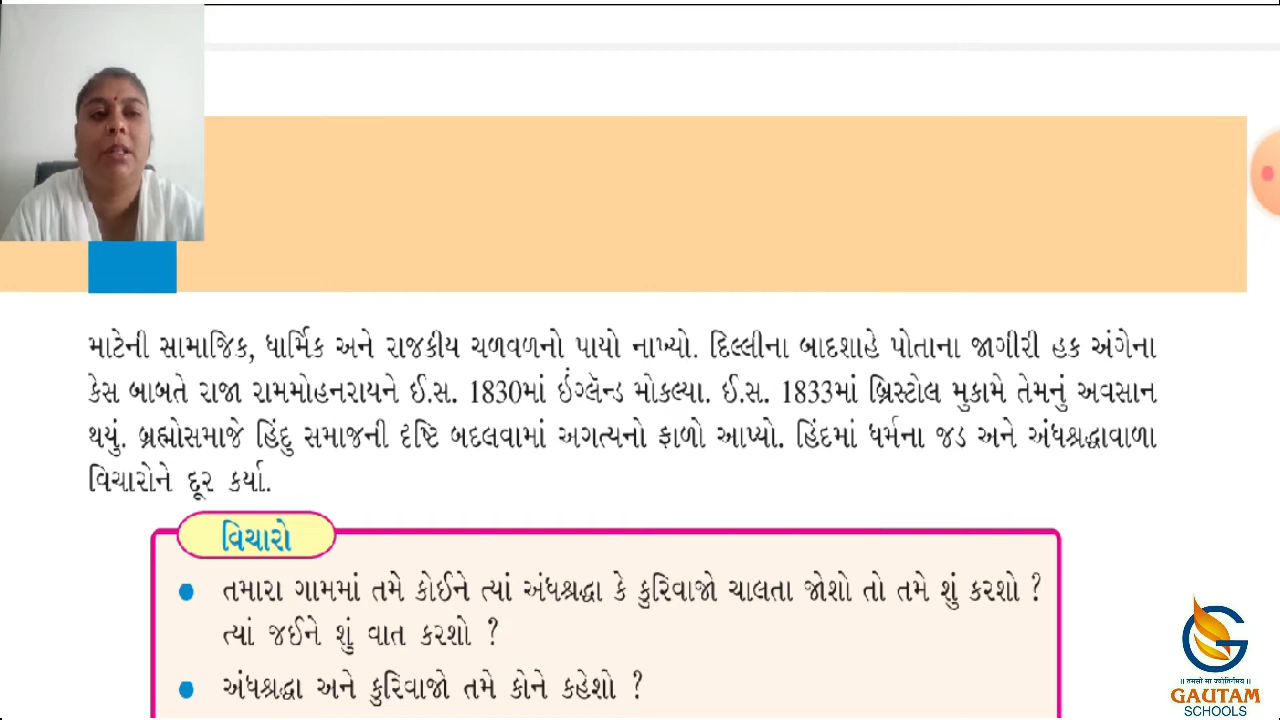 માટેની સામાજિક, ધાર્મિક અને રાજકીય ચળવળનો પાયો નાખ્યો. દિલ્લીના બાદશાહે પોતાના જાગીરી હક અંગેના
કેસ બાબતે રાજા રામમોહનરાયને ઈ.સ. 1830માં ઇંગ્લૅન્ડ મોકલ્યા. ઈ.સ. 1833માં બ્રિસ્ટોલ મુકામે તેમનું અવસાન
થયું. બ્રહ્મોસમાજે હિંદુ સમાજની દૃષ્ટિ બદલવામાં અગત્યનો ફાળો આપ્યો. હિંદમાં ધર્મના જડ અને અંધશ્રદ્ધાવાળા
વિચારોને દૂર કર્યા.
વિચારો
• તમારા ગામમાં તમે કોઈને ત્યાં અંધશ્રદ્ધા કે કુરિવાજો ચાલતા જોશો તો તમે શું કરશો ?
ત્યાં જઈને શું વાત કરશો ?
• અંધશ્રદ્ધા અને કુરિવાજો તમે કોને કહેશો ?
॥ તમસો મા જ્યોતિર્ગમય ॥
GAUTAM
SCHOOLS